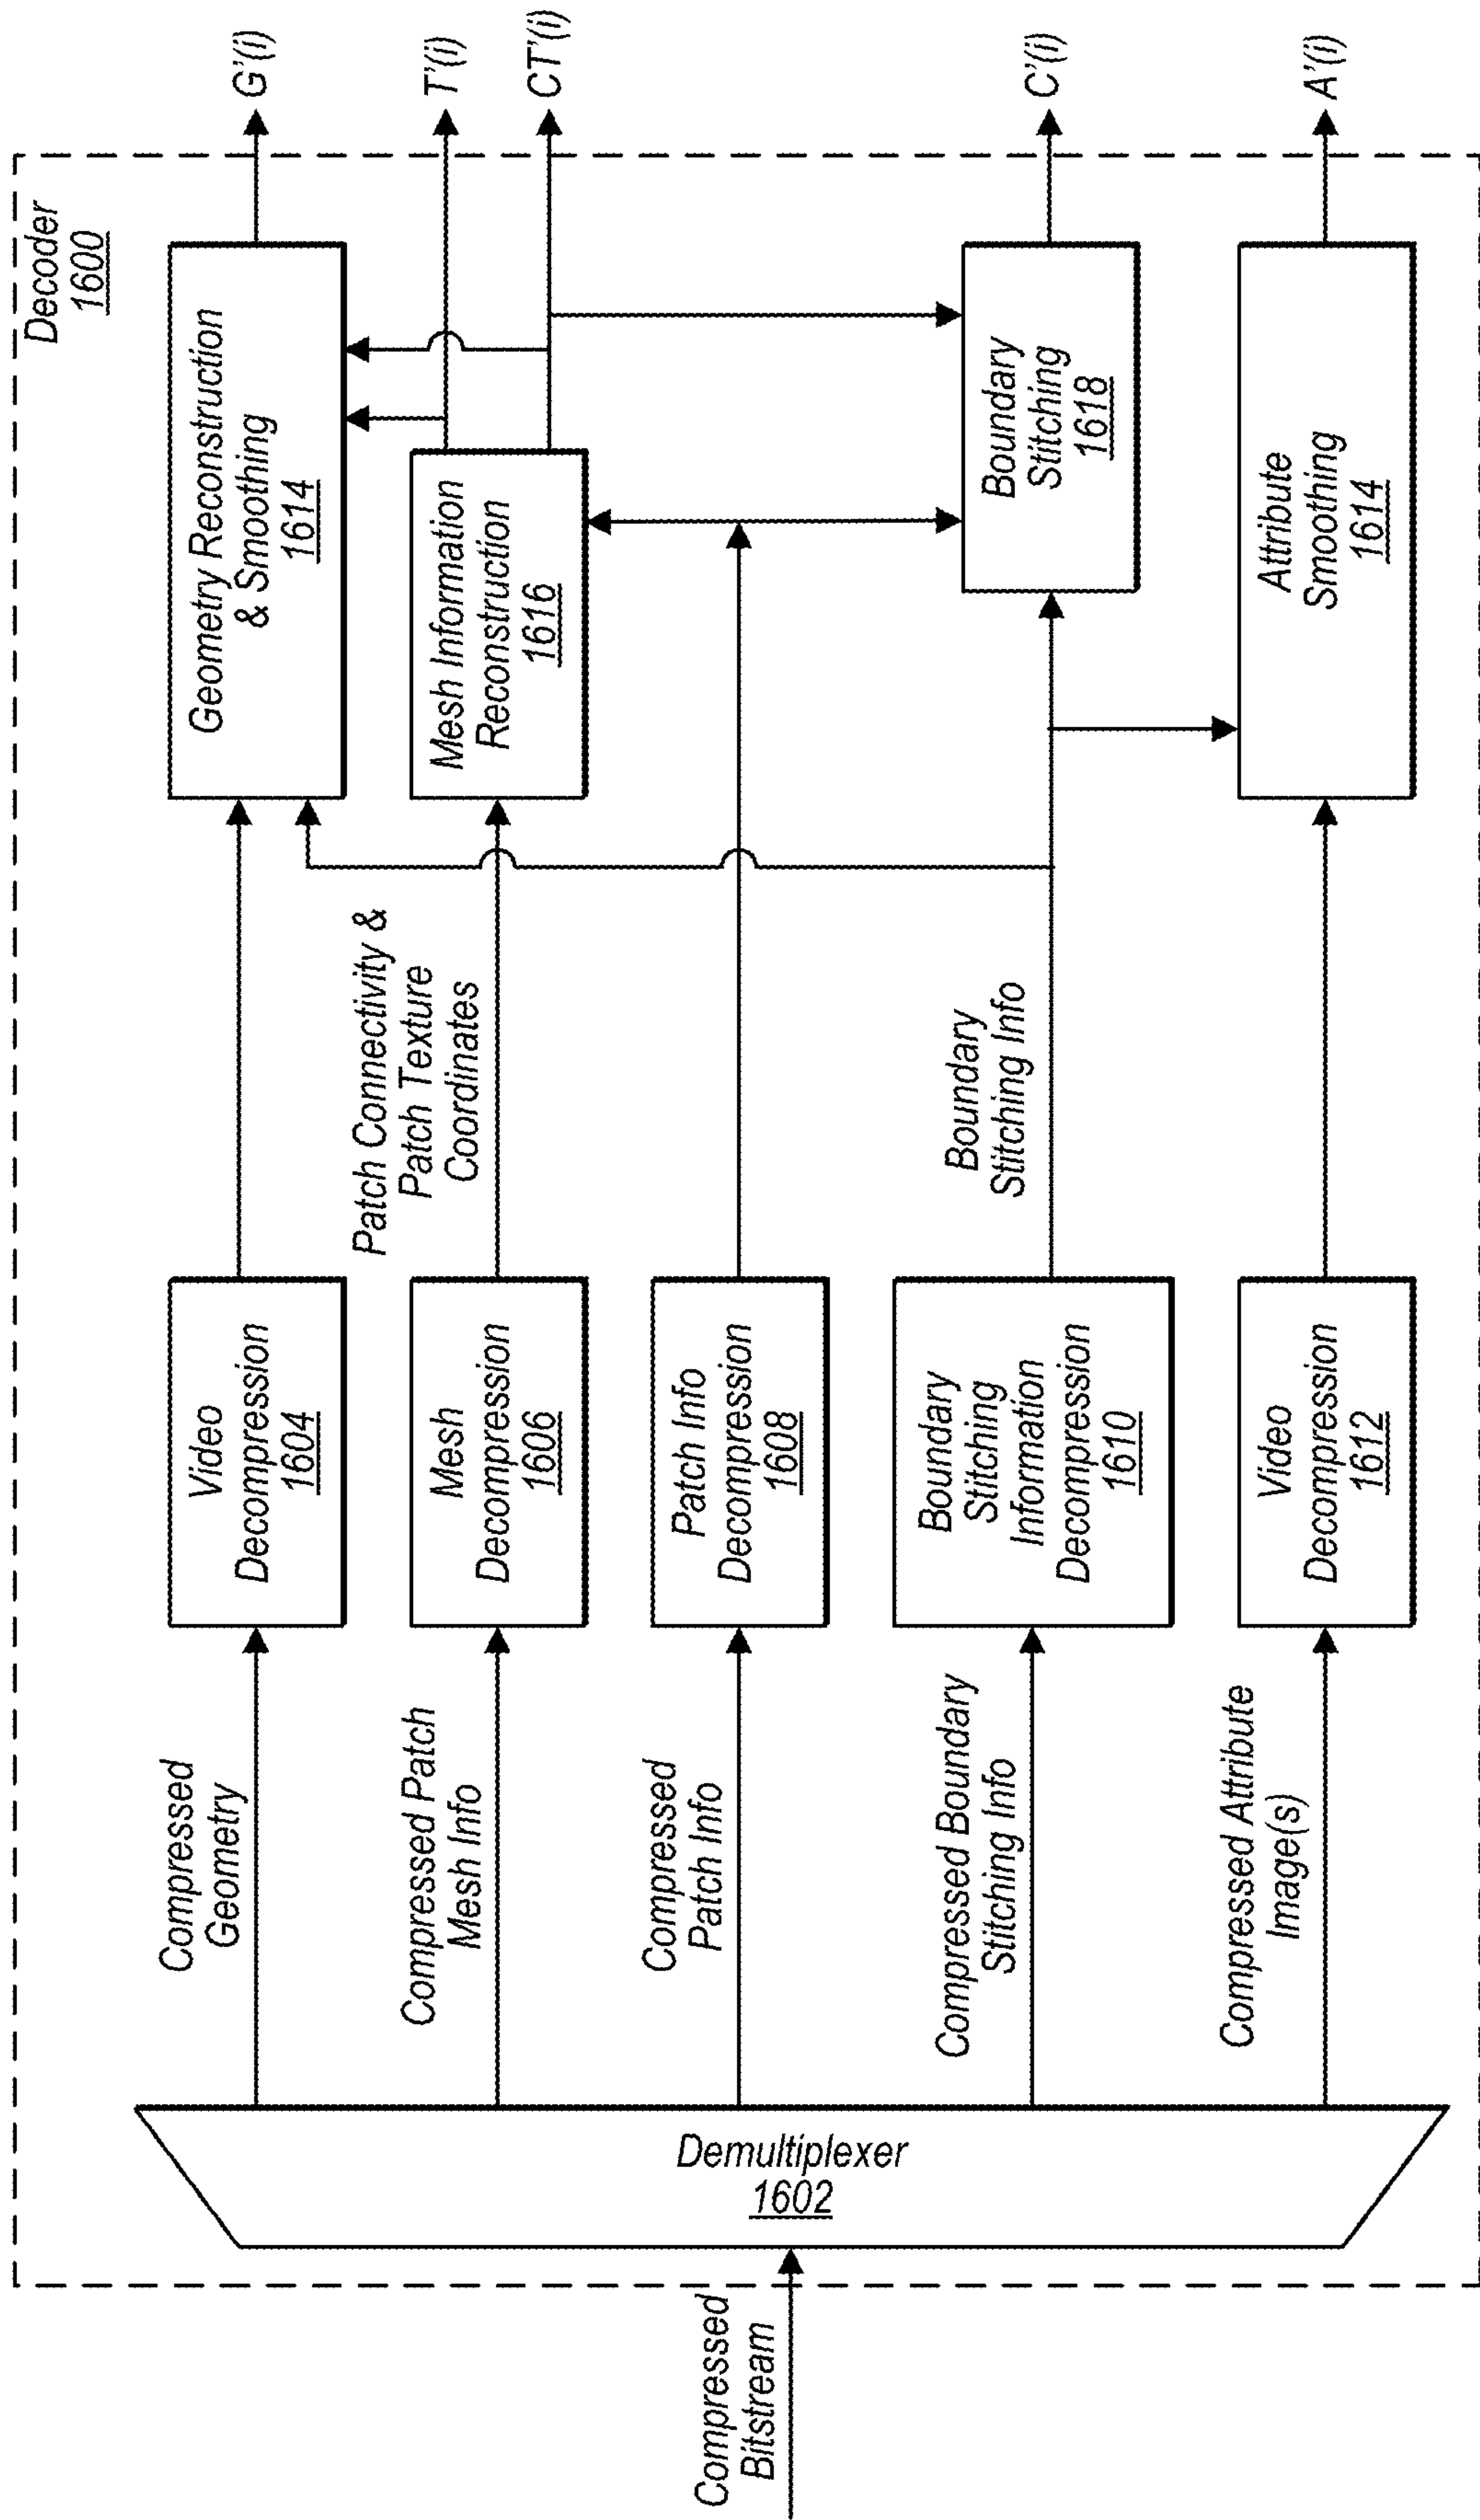 Decoder
1600
Compressed
Bitstream
Demultiplexer
1602
Compressed
Geometry
Compressed Patch
Mesh Info
Compressed
Patch Info
Compressed Boundary
Stitching Info
Compressed Attribute
Image(s)
Video
Decompression
1604
Mesh
Decompression
1606
Patch Info
Decompression
1608
Boundary
Stitching
Information
Decompression
1610
Video
Decompression
1612
Patch Connectivity &
Patch Texture
Coordinates
Boundary
Stitching Info
Geometry Reconstruction
& Smoothing
1614
Mesh Information
Reconstruction
1616
Boundary
Stitching
1618
Attribute
Smoothing
1614
G'(i)
T'(i)
CT'(i)
C'(i)
A'(i)